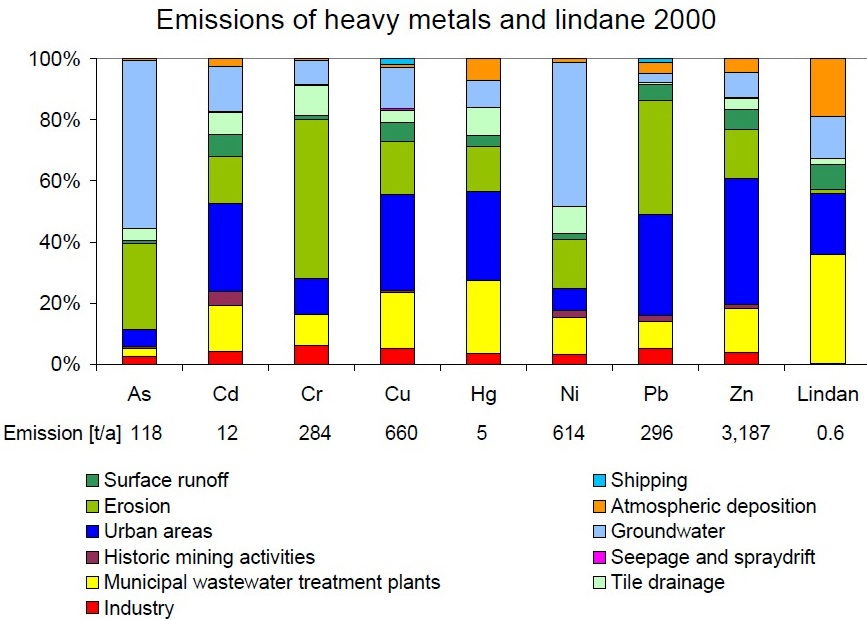 Emissions of heavy metals and lindane 2000
100%
80%
60%
40%
20%
0%
As Cd Cr Cu Hg Ni Pb Zn Lindan
Emission [t/a] 118 12 284 660 5 614 296 3,187 0.6
Surface runoff
Erosion
Urban areas
Historic mining activities
Municipal wastewater treatment plants
Industry
Shipping
Atmospheric deposition
Groundwater
Seepage and spraydrift
Tile drainage